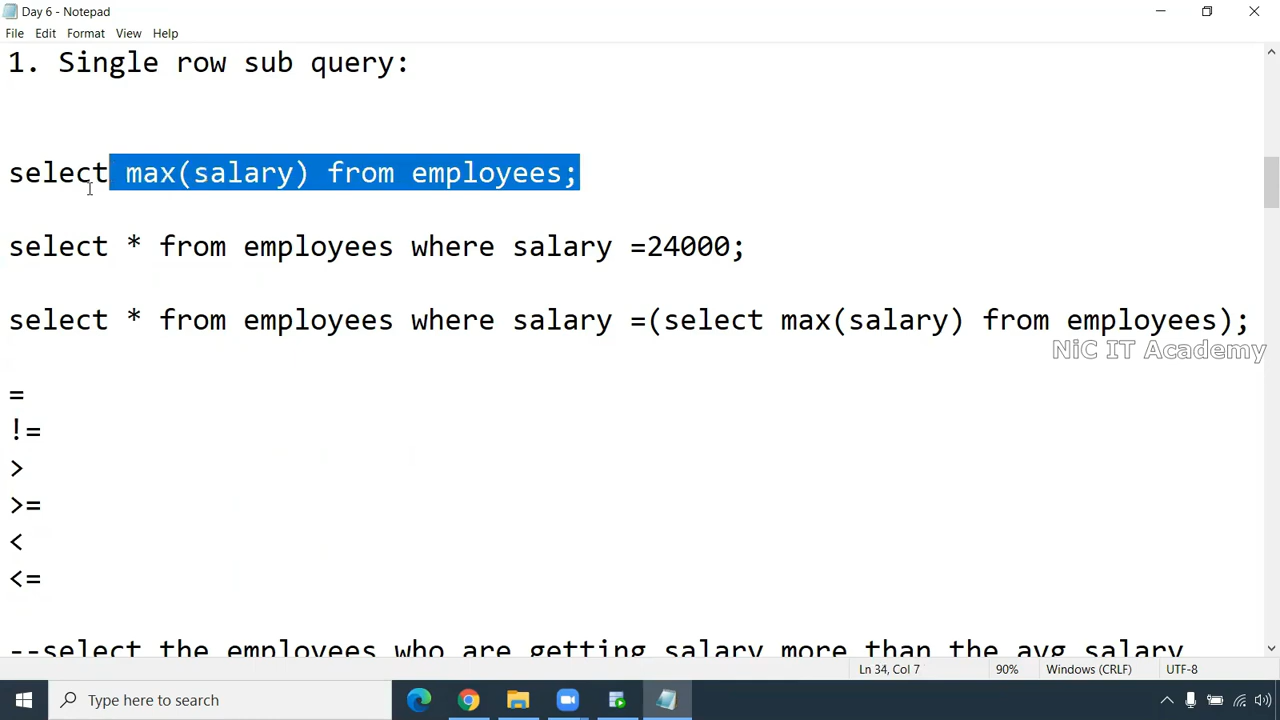 Day 6 - Notepad
File Edit Format View Help
1. Single row sub query:
select max(salary) from employees;
select * from employees where salary =24000;
select * from employees where salary =(select max(salary) from employees);
NiC IT Academy
=
!=
>
>=
<
<=
--select the employees who are getting salary more than the avg salary
Ln 34, Col 7 90% Windows (CRLF) UTF-8
Type here to search